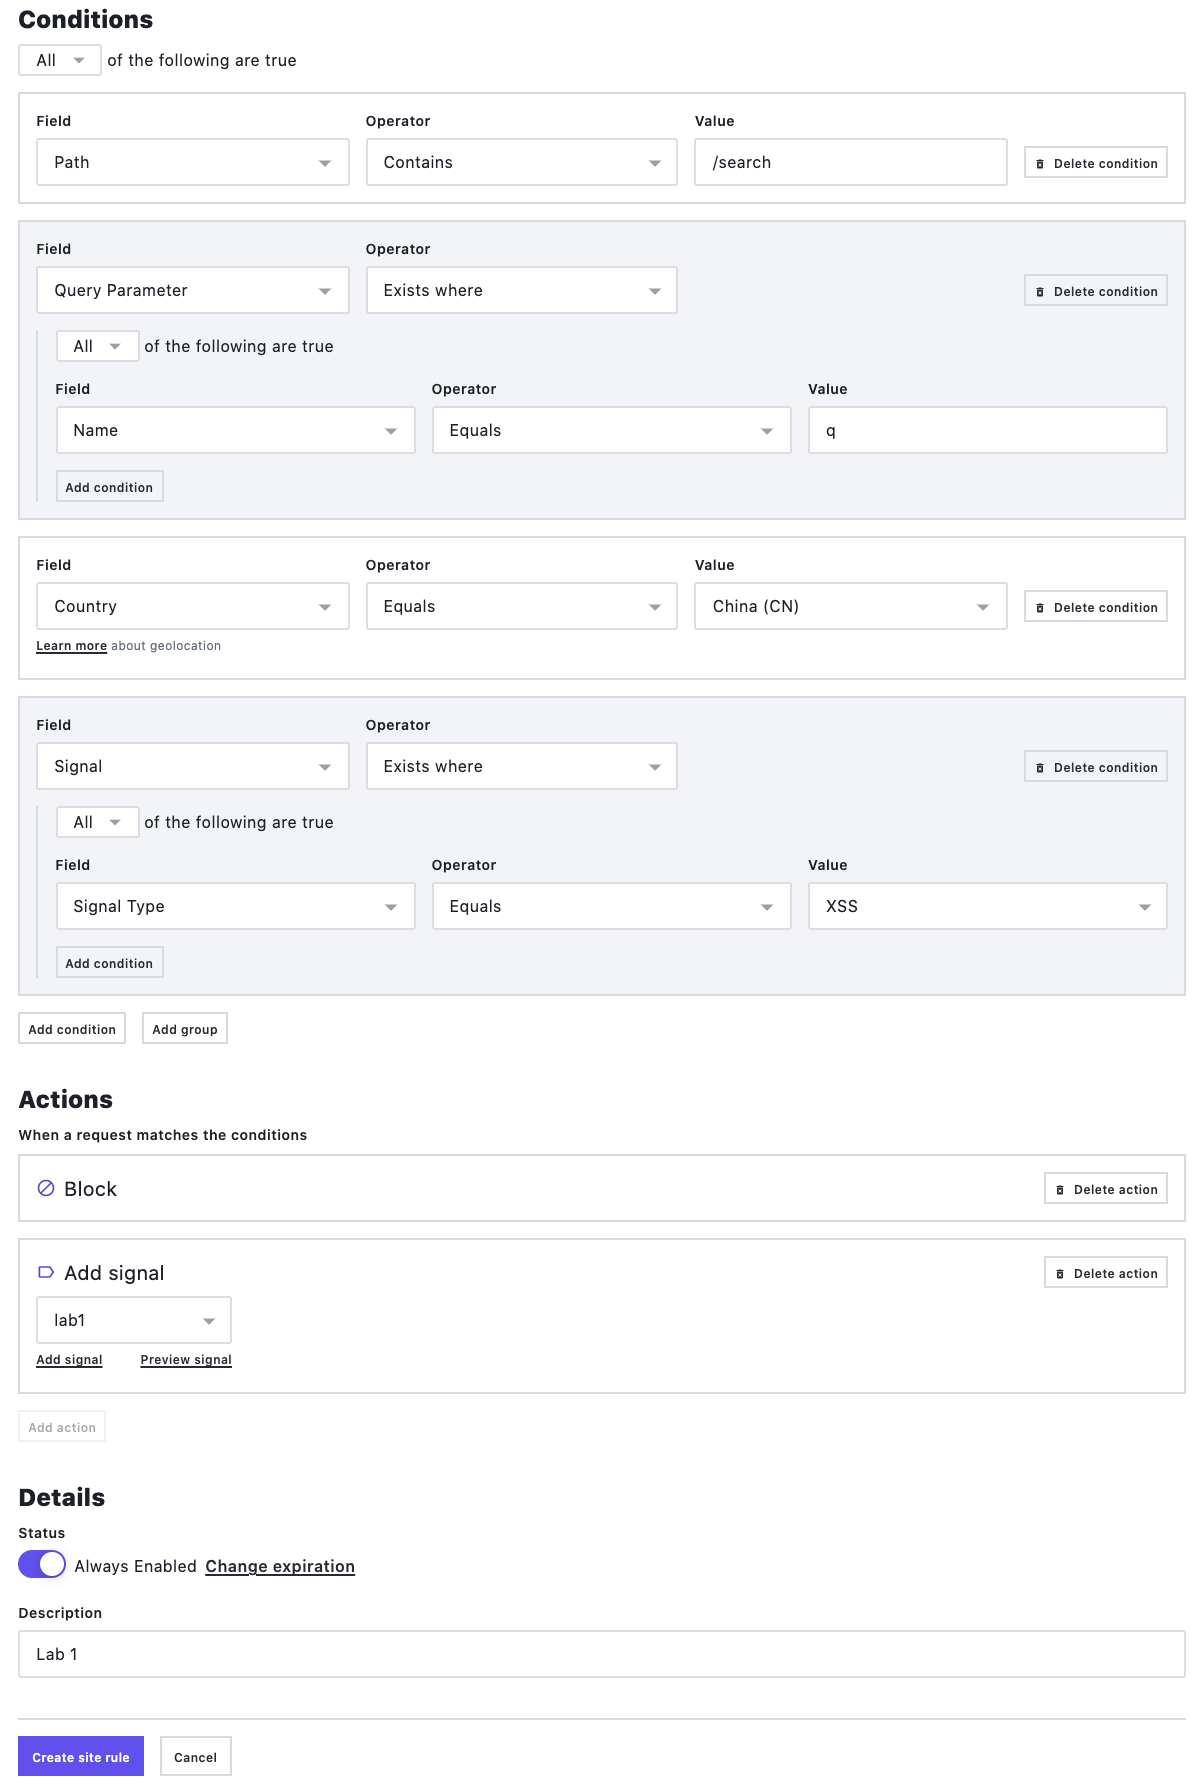 Conditions
All of the following are true
Field Operator Value
Path Contains /search Delete condition
Field Operator
Query Parameter Exists where Delete condition
All of the following are true
Field Operator Value
Name Equals q
Add condition
Field Operator Value
Country Equals China (CN) Delete condition
Learn more about geolocation
Field Operator
Signal Exists where Delete condition
All of the following are true
Field Operator Value
Signal Type Equals XSS
Add condition
Add condition Add group
Actions
When a request matches the conditions
Block Delete action
Add signal Delete action
lab1
Add signal Preview signal
Add action
Details
Status
Always Enabled Change expiration
Description
Lab 1
Create site rule Cancel